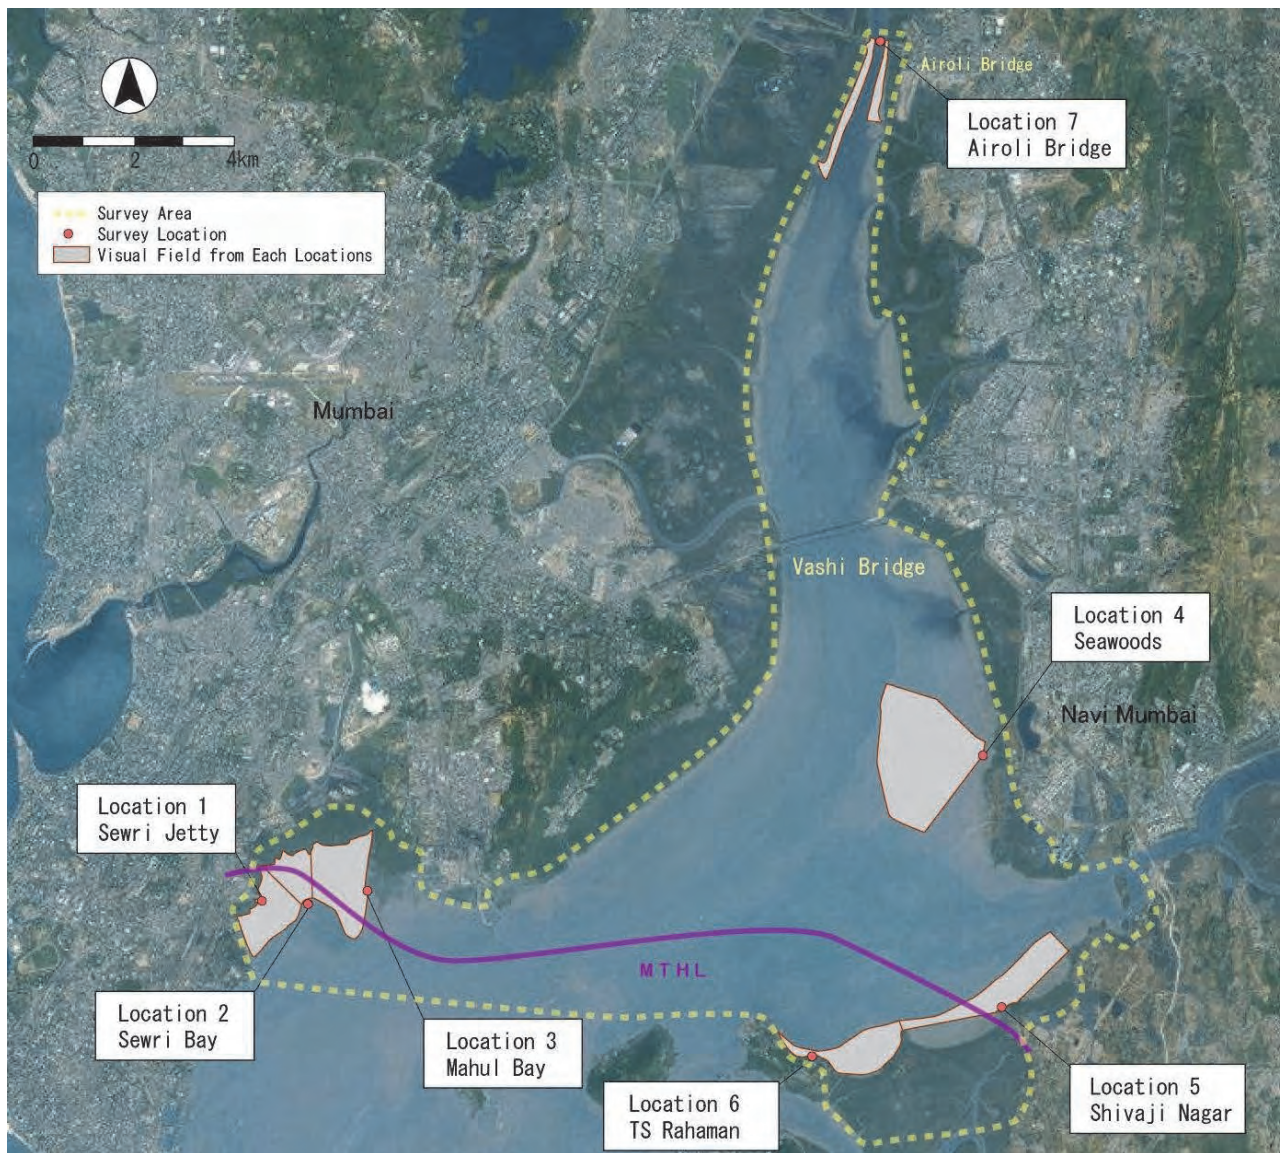 Airoli Bridge
Location 7
Airoli Bridge
0 2 4km
Survey Area
Survey Location
Visual Field from Each Locations
Mumbai
Vashi Bridge
Location 4
Seawoods
Navi Mumbai
Location 1
Sewri Jetty
MTHL
Location 2
Sewri Bay
Location 3
Mahul Bay
Location 6
TS Rahaman
Location 5
Shivaji Nagar